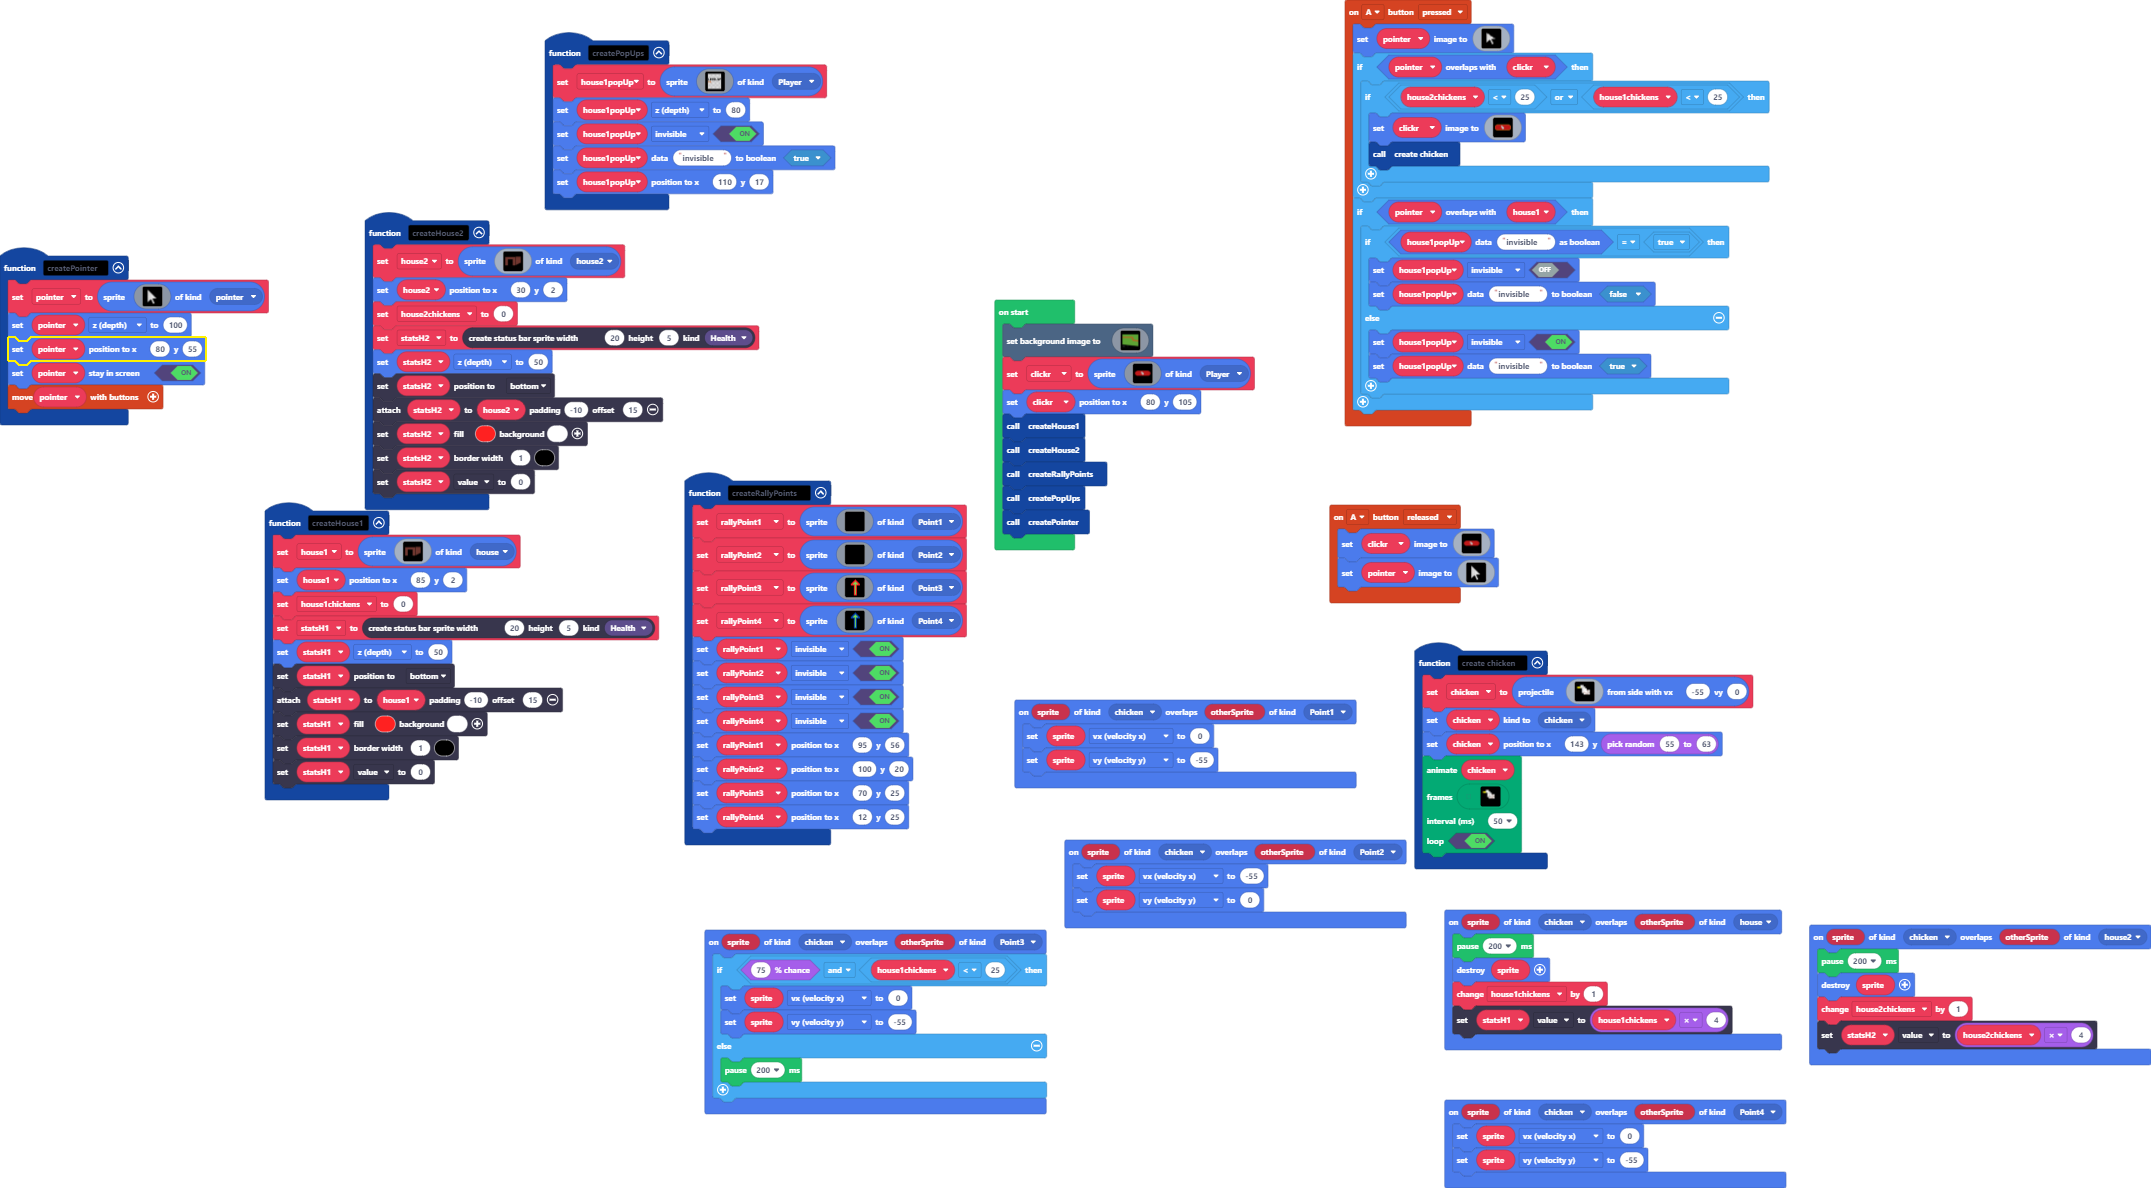 function createPopUps
set house1popUp to sprite of kind Player
set house1popUp z (depth) to 80
set house1popUp invisible ON
set house1popUp data "invisible" to boolean true
set house1popUp position to x 110 y 17
function createHouse2
set house2 to sprite of kind house2
set house2 position to x 30 y 2
set house2chickens to 0
set statsH2 to create status bar sprite width 20 height 5 kind Health
set statsH2 z (depth) to 50
set statsH2 position to bottom
attach statsH2 to house2 padding -10 offset 15
set statsH2 fill background
set statsH2 border width 1
set statsH2 value to 0
function createPointer
set pointer to sprite of kind pointer
set pointer z (depth) to 100
set pointer position to x 80 y 55
set pointer stay in screen ON
move pointer with buttons
function createHouse1
set house1 to sprite of kind house
set house1 position to x 85 y 2
set house1chickens to 0
set statsH1 to create status bar sprite width 20 height 5 kind Health
set statsH1 z (depth) to 50
set statsH1 position to bottom
attach statsH1 to house1 padding -10 offset 15
set statsH1 fill background
set statsH1 border width 1
set statsH1 value to 0
function createRallyPoints
set rallyPoint1 to sprite of kind Point1
set rallyPoint2 to sprite of kind Point2
set rallyPoint3 to sprite of kind Point3
set rallyPoint4 to sprite of kind Point4
set rallyPoint1 invisible ON
set rallyPoint2 invisible ON
set rallyPoint3 invisible ON
set rallyPoint4 invisible ON
set rallyPoint1 position to x 95 y 56
set rallyPoint2 position to x 100 y 20
set rallyPoint3 position to x 70 y 25
set rallyPoint4 position to x 12 y 25
on start
set background image to
set clickr to sprite of kind Player
set clickr position to x 80 y 105
call createHouse1
call createHouse2
call createRallyPoints
call createPopUps
call createPointer
on A button pressed
set pointer image to
if pointer overlaps with clickr then
if house2chickens < 25 or house1chickens < 25 then
set clickr image to
call create chicken
if pointer overlaps with house1 then
if house1popUp data "invisible" as boolean = true then
set house1popUp invisible OFF
set house1popUp data "invisible" to boolean false
else
set house1popUp invisible ON
set house1popUp data "invisible" to boolean true
on A button released
set clickr image to
set pointer image to
function create chicken
set chicken to projectile from side with vx -55 vy 0
set chicken kind to chicken
set chicken position to x 143 y pick random 55 to 63
animate chicken
frames
interval (ms) 50
loop ON
on sprite of kind chicken overlaps otherSprite of kind Point1
set sprite vx (velocity x) to 0
set sprite vy (velocity y) to -55
on sprite of kind chicken overlaps otherSprite of kind Point2
set sprite vx (velocity x) to -55
set sprite vy (velocity y) to 0
on sprite of kind chicken overlaps otherSprite of kind Point3
if 75 % chance and house1chickens < 25 then
set sprite vx (velocity x) to 0
set sprite vy (velocity y) to -55
else
pause 200 ms
on sprite of kind chicken overlaps otherSprite of kind house
pause 200 ms
destroy sprite
change house1chickens by 1
set statsH1 value to house1chickens x 4
on sprite of kind chicken overlaps otherSprite of kind house2
pause 200 ms
destroy sprite
change house2chickens by 1
set statsH2 value to house2chickens x 4
on sprite of kind chicken overlaps otherSprite of kind Point4
set sprite vx (velocity x) to 0
set sprite vy (velocity y) to -55